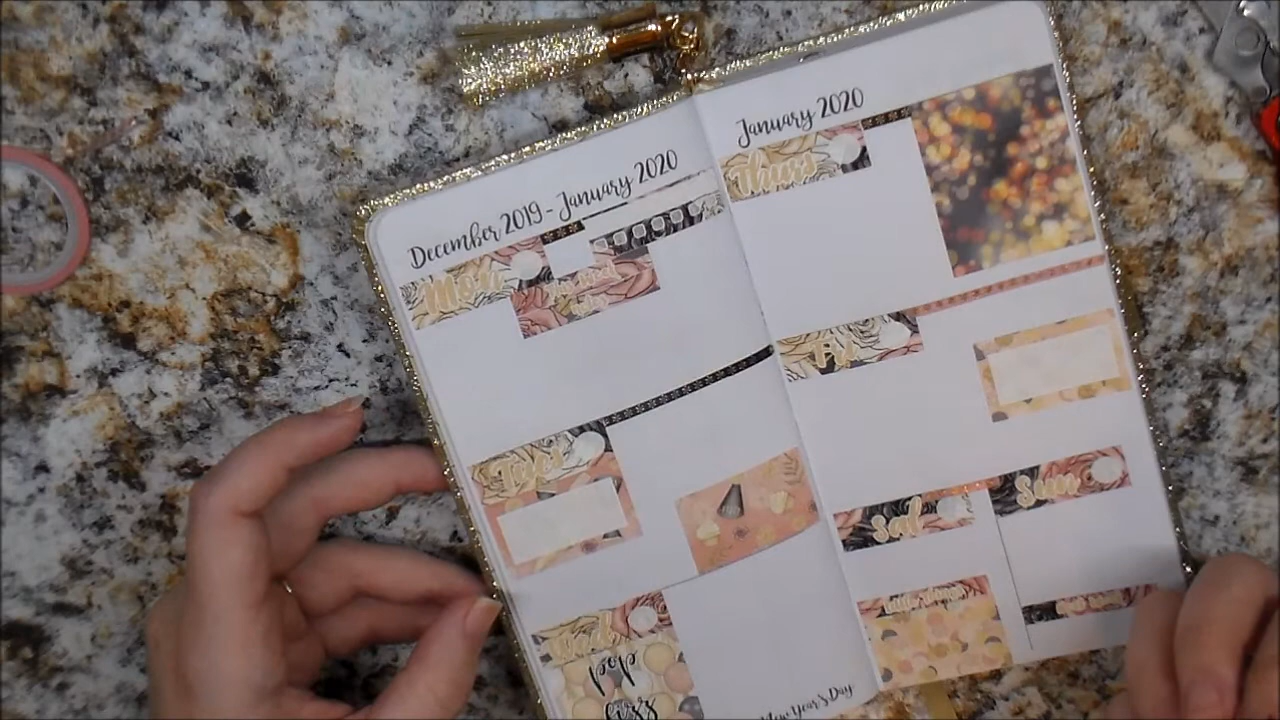 December 2019 - January 2020
Mon
Tues
Wed
pop
fizz
New Year's Day
January 2020
Thurs
Fri
Sat
Sun